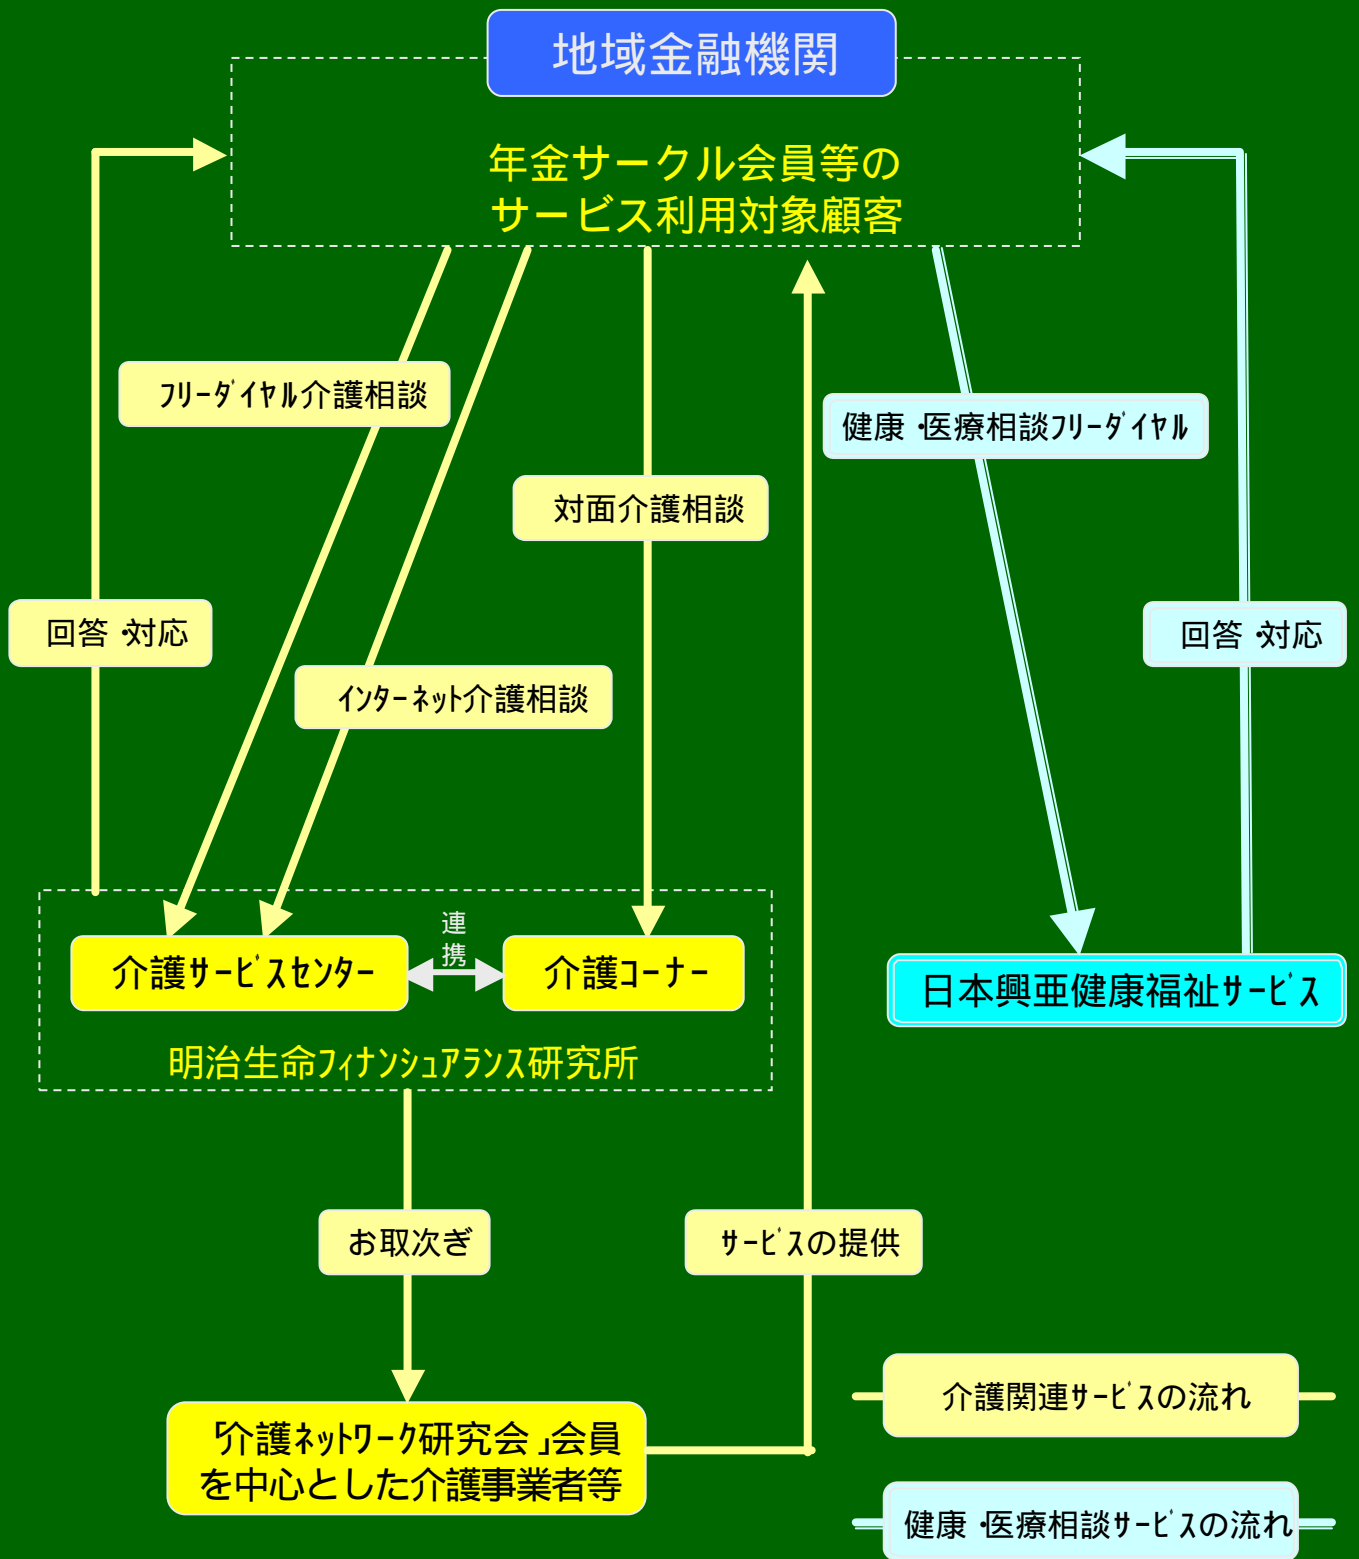 地域金融機関
年金サークル会員等の
サービス利用対象顧客
ﾌﾘｰﾀﾞｲﾔﾙ介護相談
健康・医療相談ﾌﾘｰﾀﾞｲﾔﾙ
対面介護相談
回答・対応
回答・対応
ｲﾝﾀｰﾈｯﾄ介護相談
連
携
介護ｻｰﾋﾞｽｾﾝﾀｰ
介護ｺｰﾅｰ
日本興亜健康福祉ｻｰﾋﾞｽ
明治生命ﾌｨﾅﾝｼｭｱﾗﾝｽ研究所
お取次ぎ
ｻｰﾋﾞｽの提供
介護関連ｻｰﾋﾞｽの流れ
「介護ﾈｯﾄﾜｰｸ研究会」会員
を中心とした介護事業者等
健康・医療相談ｻｰﾋﾞｽの流れ